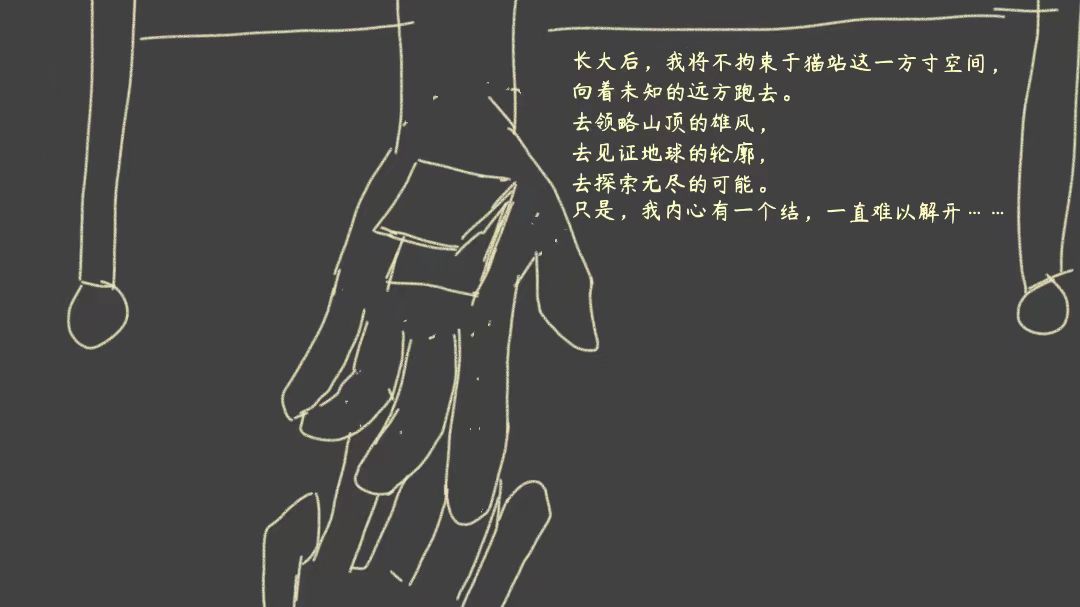 长大后，我将不拘束于猫站这一方寸空间，
向着未知的远方跑去。
去领略山顶的雄风，
去见证地球的轮廓，
去探索无尽的可能。
只是，我内心有一个结，一直难以解开……